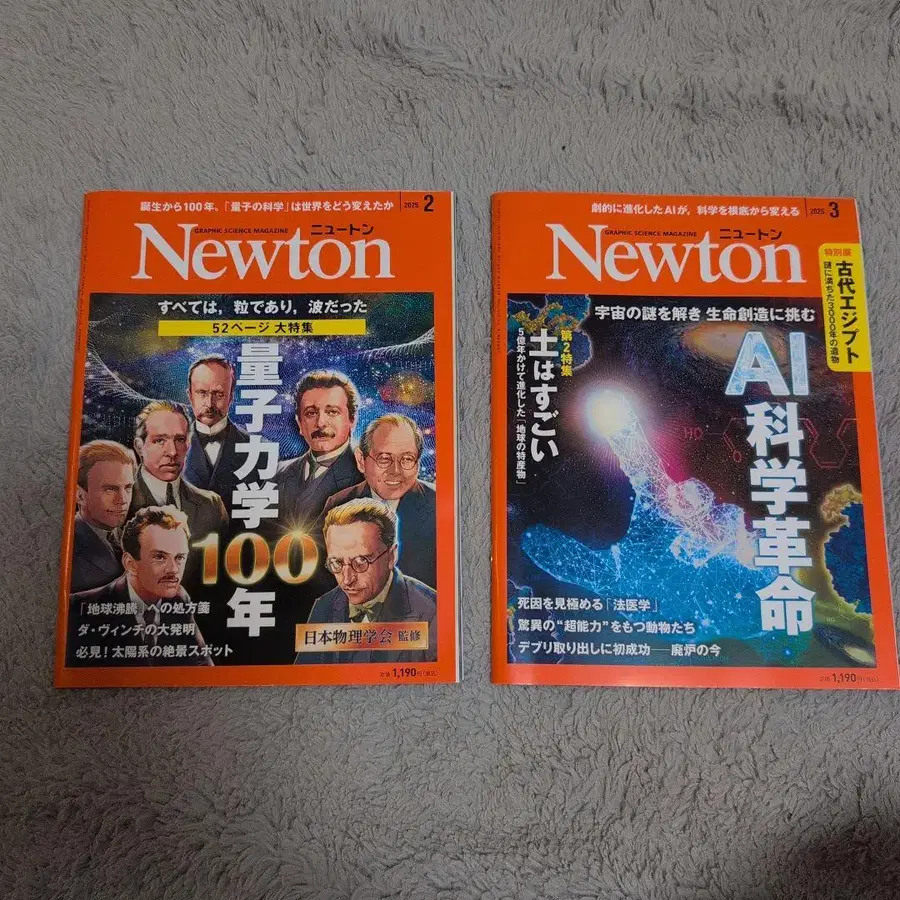 誕生から100年、「量子の科学」は世界をどう変えたか
2025 2
GRAPHIC SCIENCE MAGAZINE
ニュートン
Newton
すべては，粒であり，波だった
52ページ 大特集
量子力学
100
年
「地球沸騰」への処方箋
ダ・ヴィンチの大発明
必見！太陽系の絶景スポット
日本物理学会 監修
定価1,190円(税込)
劇的に進化したAIが，科学を根底から変える
2025 3
GRAPHIC SCIENCE MAGAZINE
ニュートン
Newton
特別展
古代エジプト
謎に満ちた3000年の遺物
宇宙の謎を解き 生命創造に挑む
AI
科学革命
第2特集
土はすごい
5億年かけて進化した「地球の特産物」
HO
死因を見極める「法医学」
驚異の“超能力”をもつ動物たち
デブリ取り出しに初成功──廃炉の今
定価1,190円(税込)